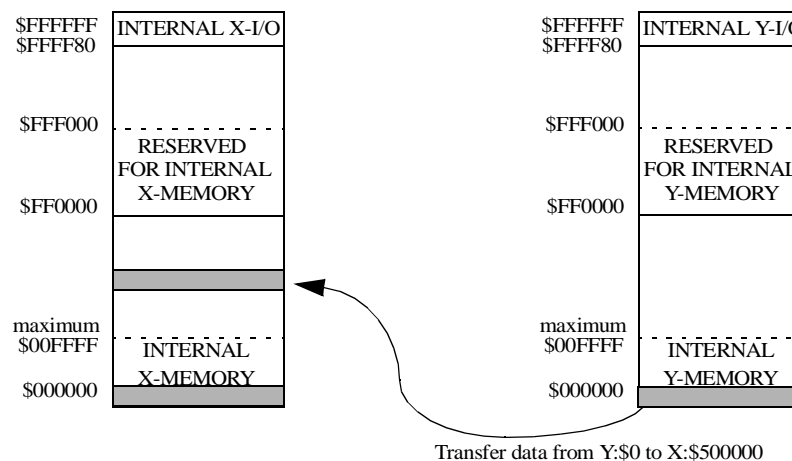 $FFFFFF
$FFFF80
INTERNAL X-I/O
$FFF000
RESERVED
FOR INTERNAL
X-MEMORY
$FF0000
maximum
$00FFFF
INTERNAL
X-MEMORY
$000000
$FFFFFF
$FFFF80
INTERNAL Y-I/O
$FFF000
RESERVED
FOR INTERNAL
Y-MEMORY
$FF0000
maximum
$00FFFF
INTERNAL
Y-MEMORY
$000000
Transfer data from Y:$0 to X:$500000